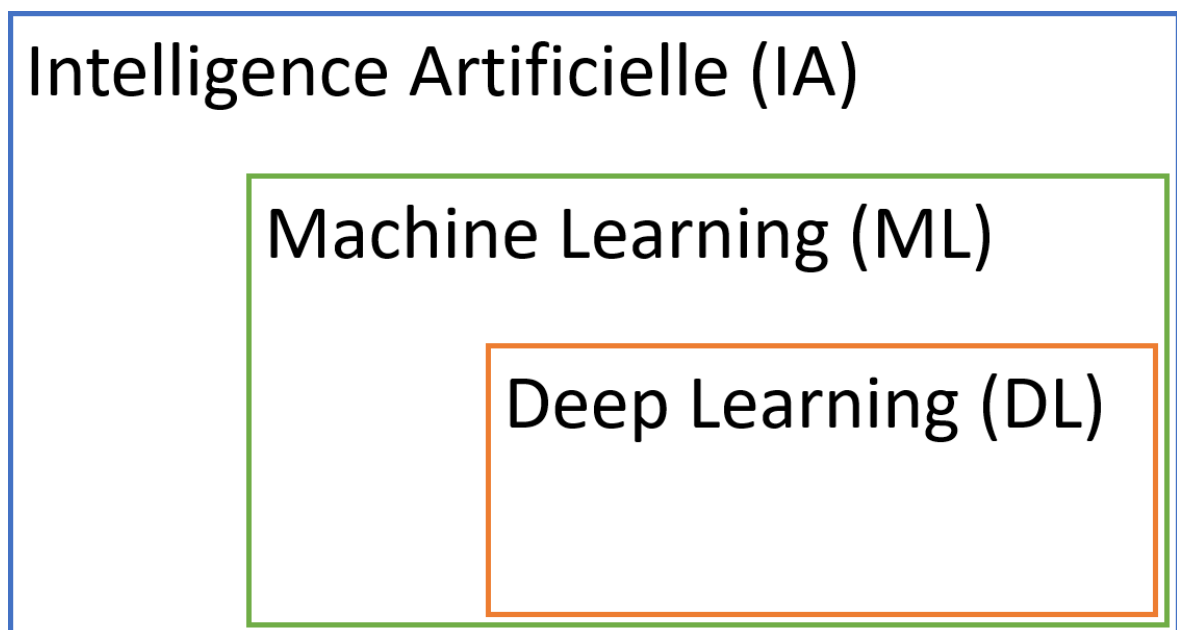 Intelligence Artificielle (IA)
Machine Learning (ML)
Deep Learning (DL)